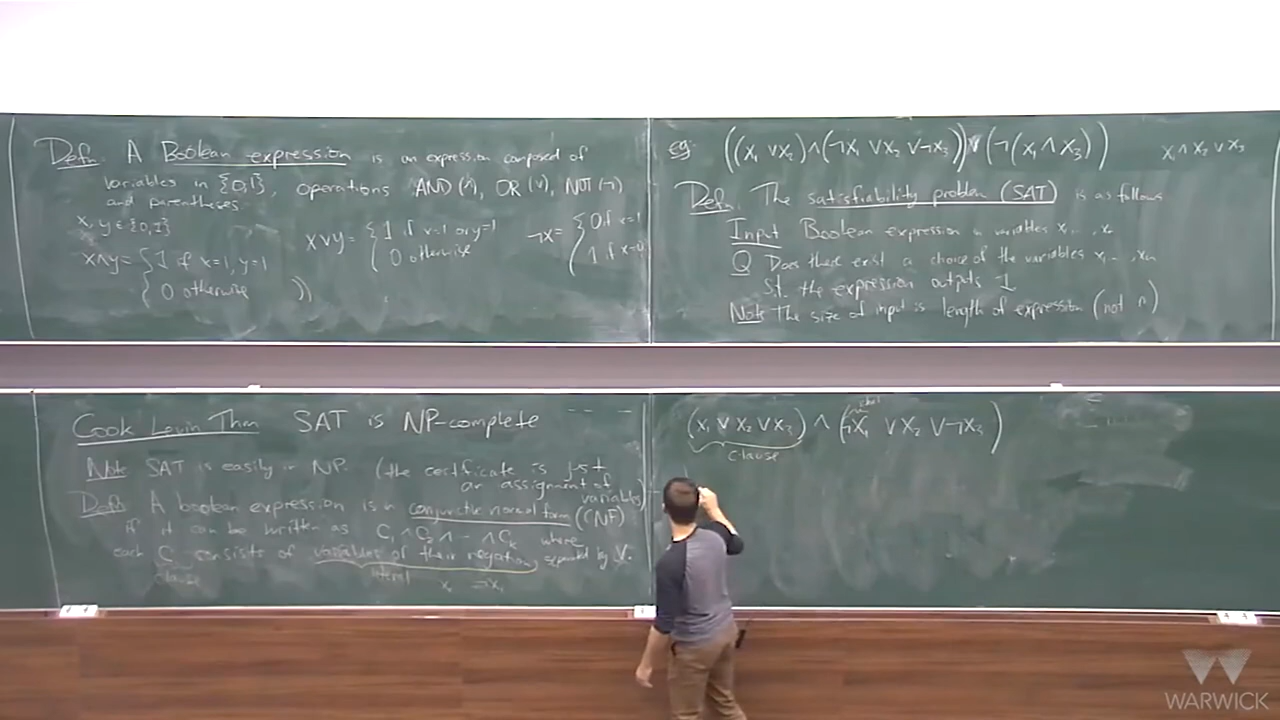 Defn. A Boolean expression is an expression composed of
variables in {0,1}, operations AND (∧), OR (∨), NOT (¬)
and parentheses
x, y ∈ {0,1}
x∧y = { 1 if x=1, y=1
0 otherwise
x∨y = { 1 if x=1 or y=1
0 otherwise
¬x = { 0 if x=1
1 if x=0
eg ((x₁ ∨ x₂) ∧ (¬x₁ ∨ x₂ ∨ ¬x₃)) ∨ (¬(x₁ ∧ x₃))
x₁ ∧ x₂ ∨ x₃
Defn. The satisfiability problem (SAT) is as follows
Input Boolean expression in variables x₁, .., xₙ
Q Does there exist a choice of the variables x₁, .., xₙ
s.t. the expression outputs 1
Note The size of input is length of expression (not n)
Cook Levin Thm SAT is NP-complete
Note SAT is easily in NP. (the certificate is just
an assignment of
variables)
Defn A boolean expression is in conjunctive normal form (CNF)
if it can be written as C₁ ∧ C₂ ∧ - ∧ Cₖ where
each C consists of variables or their negation separated by ∨.
clause
literal x₁ ¬x₁
(x₁ ∨ x₂ ∨ x₃) ∧ (¬x₁ ∨ x₂ ∨ ¬x₃)
clause
WARWICK